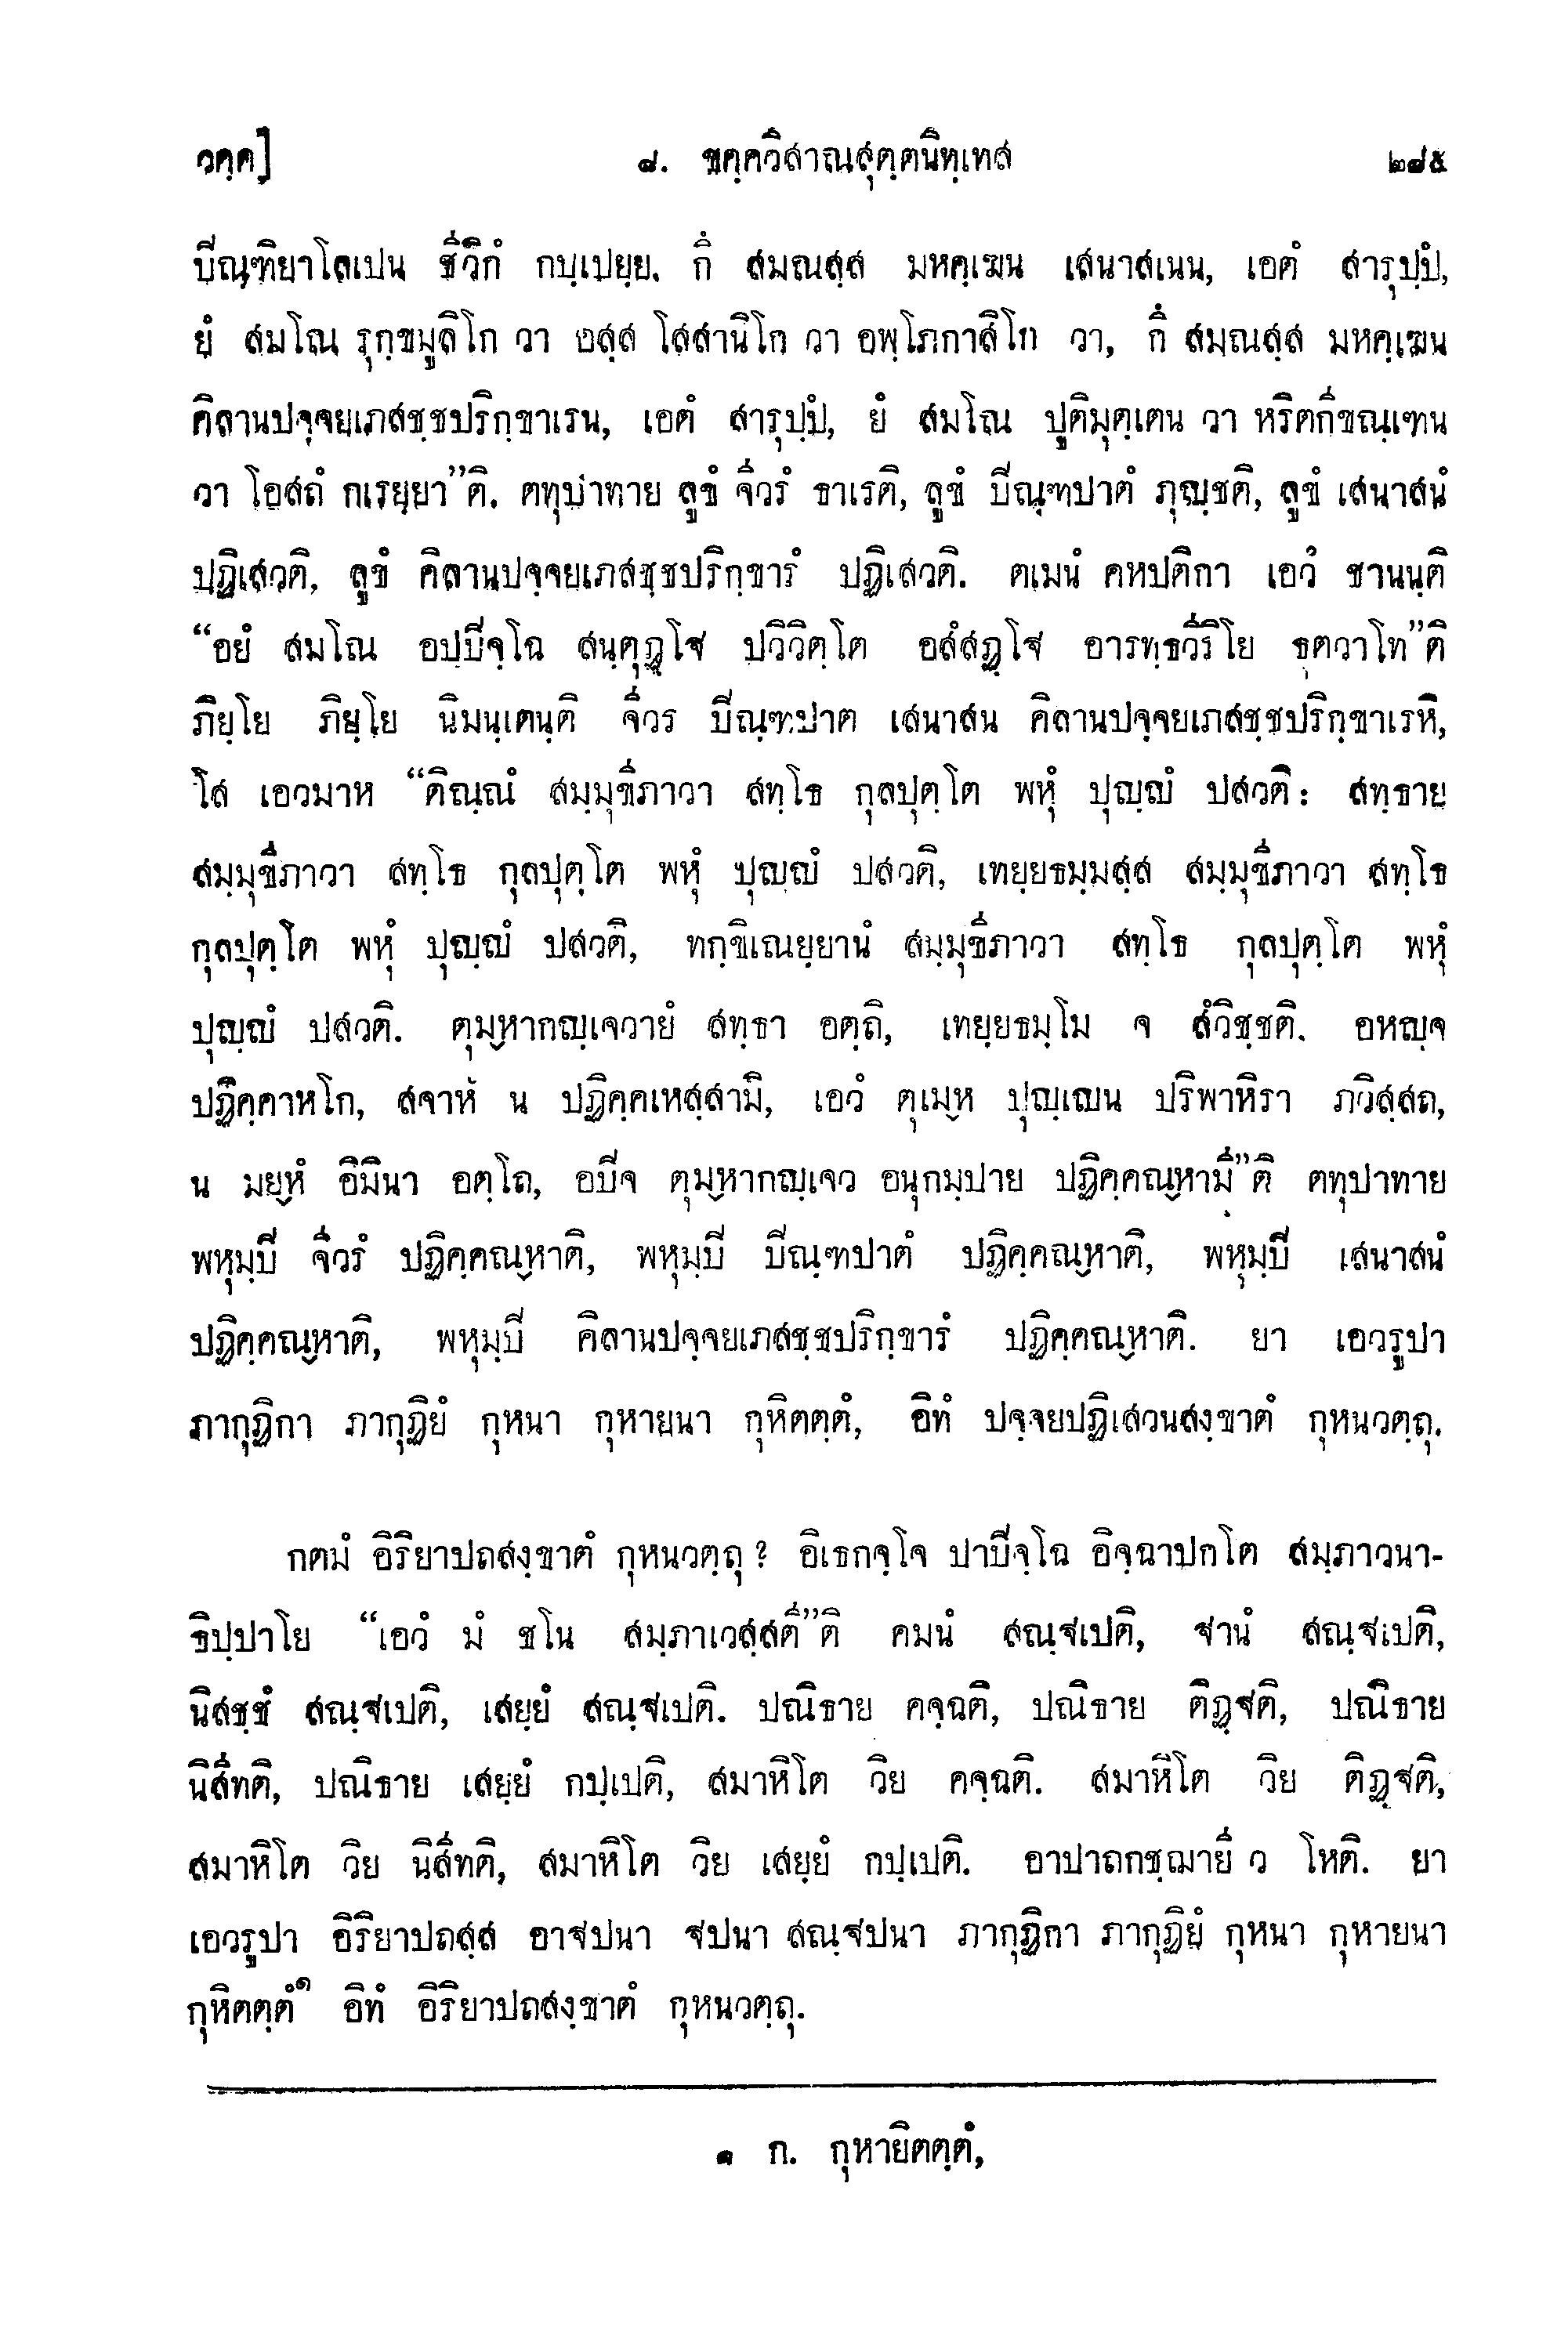 วคฺค] ๘. ขคฺควิสาณสุตฺตนิทฺเทส ๒๘๕
ปิณฺฑิยาโลเปน ชีวิกํ กปฺเปยฺย. กึ สมณสฺส มหคฺเฆน เสนาสเนน, เอตํ สารุปฺปํ,
ยํ สมโณ รุกฺขมูลิโก วา อสฺส โสสานิโก วา อพฺโภกาสิโก วา, กึ สมณสฺส มหคฺเฆน
คิลานปจฺจยเภสชฺชปริกฺขาเรน, เอตํ สารุปฺปํ, ยํ สมโณ ปูติมุตฺเตน วา หริตกีขณฺเฑน
วา โอสถํ กเรยฺยา”ติ. ตทุปาทาย ลูขํ จีวรํ ธาเรติ, ลูขํ ปิณฺฑปาตํ ภุญฺชติ, ลูขํ เสนาสนํ
ปฏิเสวติ, ลูขํ คิลานปจฺจยเภสชฺชปริกฺขารํ ปฏิเสวติ. ตเมนํ คหปติกา เอวํ ชานนฺติ
“อยํ สมโณ อปฺปิจฺโฉ สนฺตุฏฺโฐ ปวิวิตฺโต อสํสฏฺโฐ อารทฺธวีริโย ธุตวาโท”ติ
ภิยฺโย ภิยฺโย นิมนฺเตนฺติ จีวร ปิณฺฑปาต เสนาสน คิลานปจฺจยเภสชฺชปริกฺขาเรหิ,
โส เอวมาห “ติณฺณํ สมฺมุขีภาวา สทฺโธ กุลปุตฺโต พหุํ ปุญฺญํ ปสวติ: สทฺธาย
สมฺมุขีภาวา สทฺโธ กุลปุตฺโต พหุํ ปุญฺญํ ปสวติ, เทยฺยธมฺมสฺส สมฺมุขีภาวา สทฺโธ
กุลปุตฺโต พหุํ ปุญฺญํ ปสวติ, ทกฺขิเณยฺยานํ สมฺมุขีภาวา สทฺโธ กุลปุตฺโต พหุํ
ปุญฺญํ ปสวติ. ตุมฺหากญฺเจวายํ สทฺธา อตฺถิ, เทยฺยธมฺโม จ สํวิชฺชติ. อหญฺจ
ปฏิคฺคาหโก, สจาหํ น ปฏิคฺคเหสฺสามิ, เอวํ ตุเมฺห ปุญฺเญน ปริพาหิรา ภวิสฺสถ,
น มยฺหํ อิมินา อตฺโถ, อปิจ ตุมฺหากญฺเจว อนุกมฺปาย ปฏิคฺคณฺหามี”ติ ตทุปาทาย
พหุมฺปิ จีวรํ ปฏิคฺคณฺหาติ, พหุมฺปิ ปิณฺฑปาตํ ปฏิคฺคณฺหาติ, พหุมฺปิ เสนาสนํ
ปฏิคฺคณฺหาติ, พหุมฺปิ คิลานปจฺจยเภสชฺชปริกฺขารํ ปฏิคฺคณฺหาติ. ยา เอวรูปา
ภากุฏิกา ภากุฏิยํ กุหนา กุหายนา กุหิตตฺตํ, อิทํ ปจฺจยปฏิเสวนสงฺขาตํ กุหนวตฺถุ.
กตมํ อิริยาปถสงฺขาตํ กุหนวตฺถุ? อิเธกจฺโจ ปาปิจฺโฉ อิจฺฉาปกโต สมฺภาวนา-
ธิปฺปาโย “เอวํ มํ ชโน สมฺภาเวสฺสตี”ติ คมนํ สณฺฐเปติ, ฐานํ สณฺฐเปติ,
นิสชฺชํ สณฺฐเปติ, เสยฺยํ สณฺฐเปติ. ปณิธาย คจฺฉติ, ปณิธาย ติฏฺฐติ, ปณิธาย
นิสีทติ, ปณิธาย เสยฺยํ กปฺเปติ, สมาหิโต วิย คจฺฉติ. สมาหิโต วิย ติฏฺฐติ,
สมาหิโต วิย นิสีทติ, สมาหิโต วิย เสยฺยํ กปฺเปติ. อาปาถกชฺฌายี ว โหติ. ยา
เอวรูปา อิริยาปถสฺส อาฐปนา ฐปนา สณฺฐปนา ภากุฏิกา ภากุฏิยํ กุหนา กุหายนา
กุหิตตฺตํ๑ อิทํ อิริยาปถสงฺขาตํ กุหนวตฺถุ.
๑ ก. กุหายิตตฺตํ,